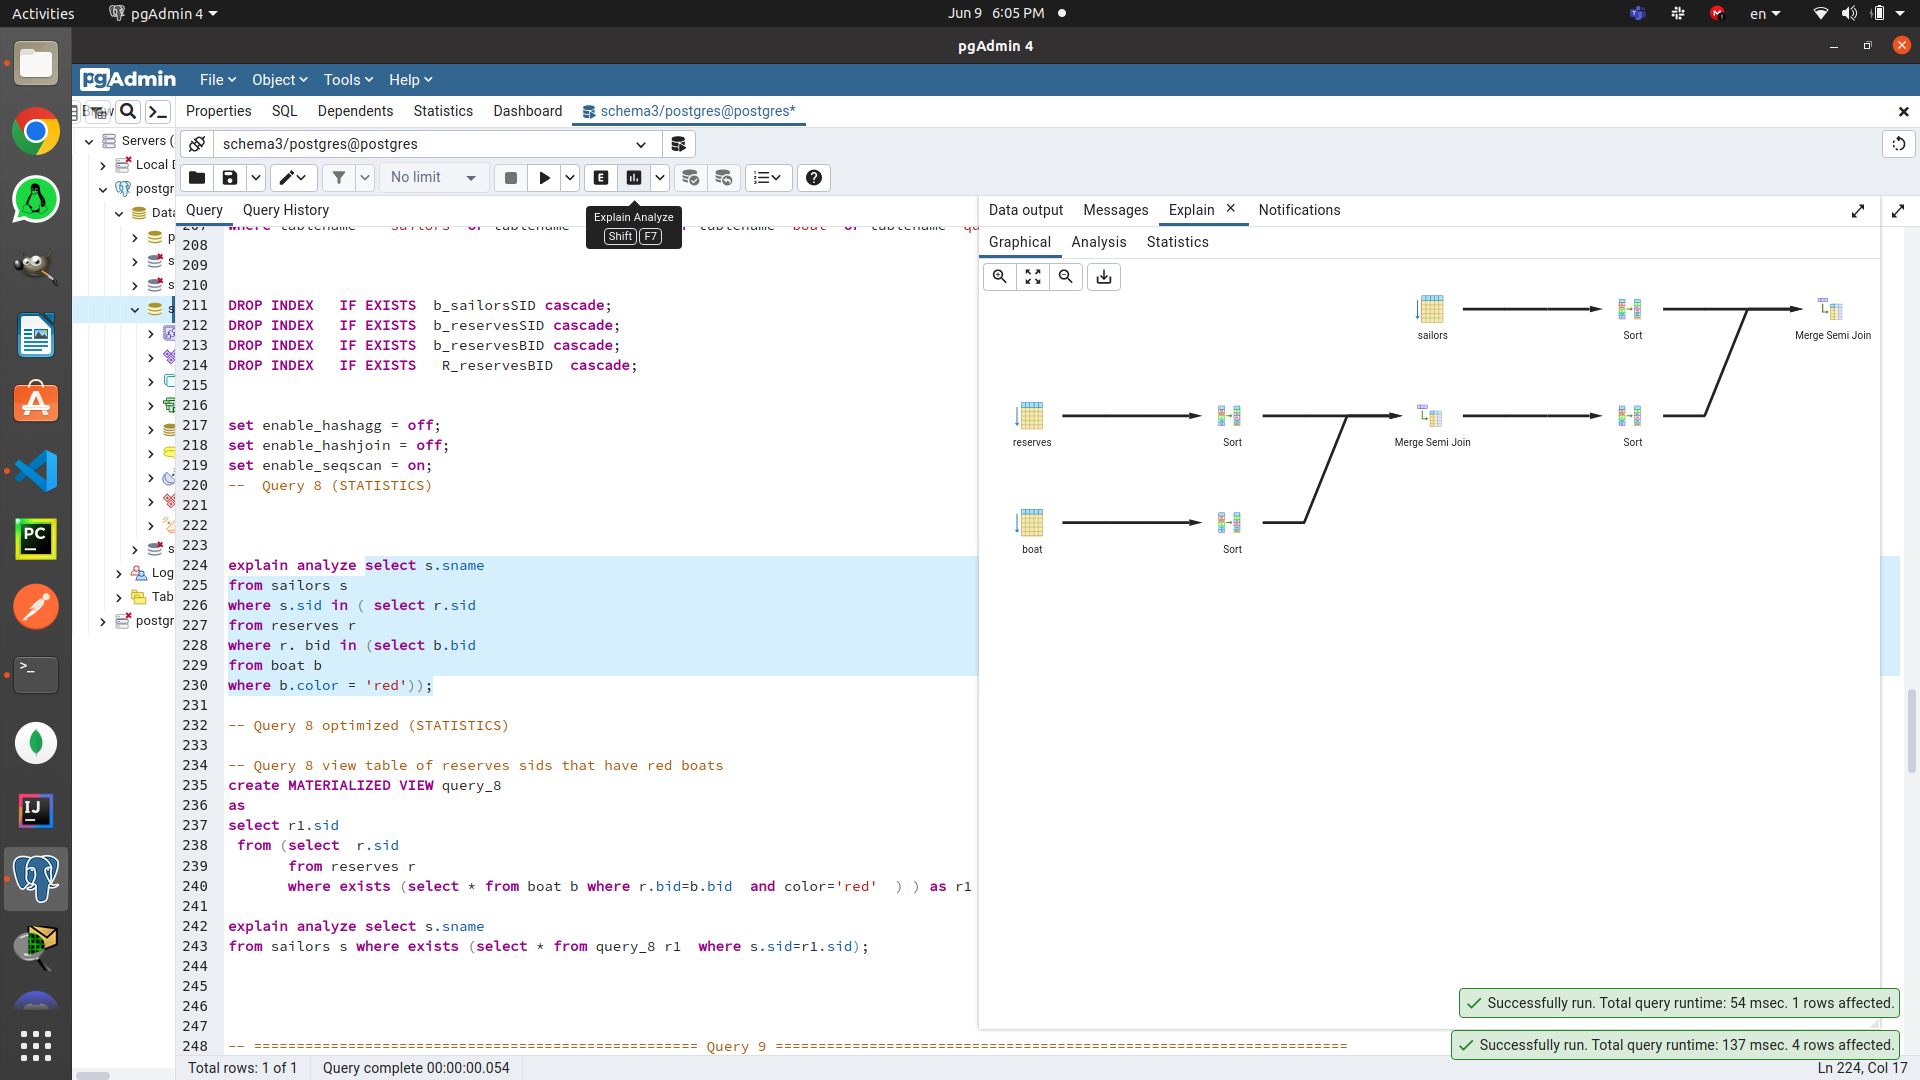 Activities
pgAdmin 4
Jun 9 6:05 PM
en
pgAdmin 4
pgAdmin
File
Object
Tools
Help
Properties
SQL
Dependents
Statistics
Dashboard
schema3/postgres@postgres*
Servers (
Local D
postgr
Data
p
s
s
s
s
Log
Tab
postgr
schema3/postgres@postgres
No limit
E
Query
Query History
Explain Analyze
Shift F7
208
209
210
211 DROP INDEX IF EXISTS b_sailorsSID cascade;
212 DROP INDEX IF EXISTS b_reservesSID cascade;
213 DROP INDEX IF EXISTS b_reservesBID cascade;
214 DROP INDEX IF EXISTS R_reservesBID cascade;
215
216
217 set enable_hashagg = off;
218 set enable_hashjoin = off;
219 set enable_seqscan = on;
220 -- Query 8 (STATISTICS)
221
222
223
224 explain analyze select s.sname
225 from sailors s
226 where s.sid in ( select r.sid
227 from reserves r
228 where r. bid in (select b.bid
229 from boat b
230 where b.color = 'red'));
231
232 -- Query 8 optimized (STATISTICS)
233
234 -- Query 8 view table of reserves sids that have red boats
235 create MATERIALIZED VIEW query_8
236 as
237 select r1.sid
238 from (select r.sid
239 from reserves r
240 where exists (select * from boat b where r.bid=b.bid and color='red' ) ) as r1
241
242 explain analyze select s.sname
243 from sailors s where exists (select * from query_8 r1 where s.sid=r1.sid);
244
245
246
247
248 -- ==================================================== Query 9 ===================================================================
Data output
Messages
Explain
Notifications
Graphical
Analysis
Statistics
sailors
Sort
Merge Semi Join
reserves
Sort
Merge Semi Join
Sort
boat
Sort
Successfully run. Total query runtime: 54 msec. 1 rows affected.
Successfully run. Total query runtime: 137 msec. 4 rows affected.
Total rows: 1 of 1
Query complete 00:00:00.054
Ln 224, Col 17
PC
IJ
>_